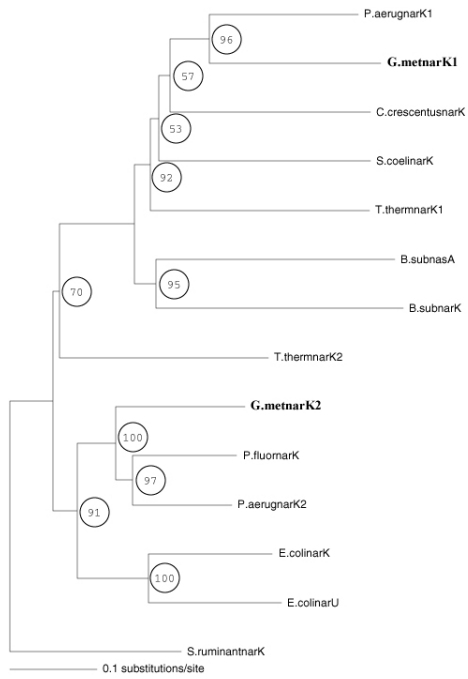 P.aerugnarK1
96
G.metnarK1
57
C.crescentusnarK
53
S.coelinarK
92
T.thermnarK1
B.subnasA
95
70
B.subnarK
T.thermnarK2
G.metnarK2
100
P.fluornarK
97
P.aerugnarK2
91
E.colinarK
100
E.colinarU
S.ruminantnarK
0.1 substitutions/site